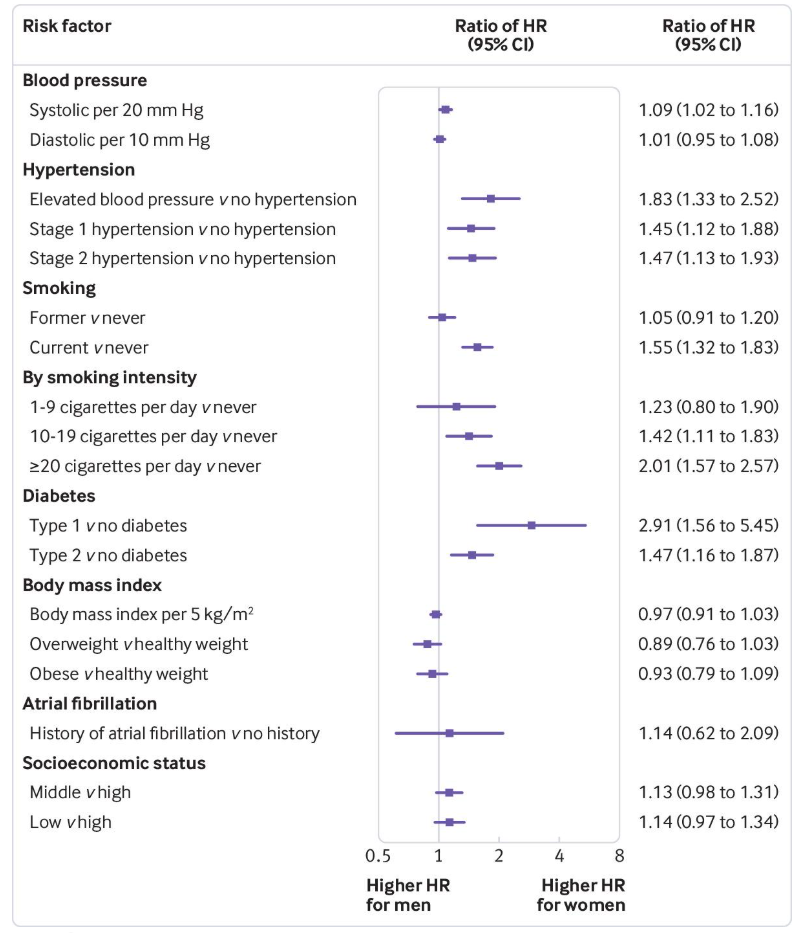 Risk factor Ratio of HR Ratio of HR
(95% CI) (95% CI)
Blood pressure
Systolic per 20 mm Hg 1.09 (1.02 to 1.16)
Diastolic per 10 mm Hg 1.01 (0.95 to 1.08)
Hypertension
Elevated blood pressure v no hypertension 1.83 (1.33 to 2.52)
Stage 1 hypertension v no hypertension 1.45 (1.12 to 1.88)
Stage 2 hypertension v no hypertension 1.47 (1.13 to 1.93)
Smoking
Former v never 1.05 (0.91 to 1.20)
Current v never 1.55 (1.32 to 1.83)
By smoking intensity
1-9 cigarettes per day v never 1.23 (0.80 to 1.90)
10-19 cigarettes per day v never 1.42 (1.11 to 1.83)
≥20 cigarettes per day v never 2.01 (1.57 to 2.57)
Diabetes
Type 1 v no diabetes 2.91 (1.56 to 5.45)
Type 2 v no diabetes 1.47 (1.16 to 1.87)
Body mass index
Body mass index per 5 kg/m² 0.97 (0.91 to 1.03)
Overweight v healthy weight 0.89 (0.76 to 1.03)
Obese v healthy weight 0.93 (0.79 to 1.09)
Atrial fibrillation
History of atrial fibrillation v no history 1.14 (0.62 to 2.09)
Socioeconomic status
Middle v high 1.13 (0.98 to 1.31)
Low v high 1.14 (0.97 to 1.34)
0.5 1 2 4 8
Higher HR Higher HR
for men for women